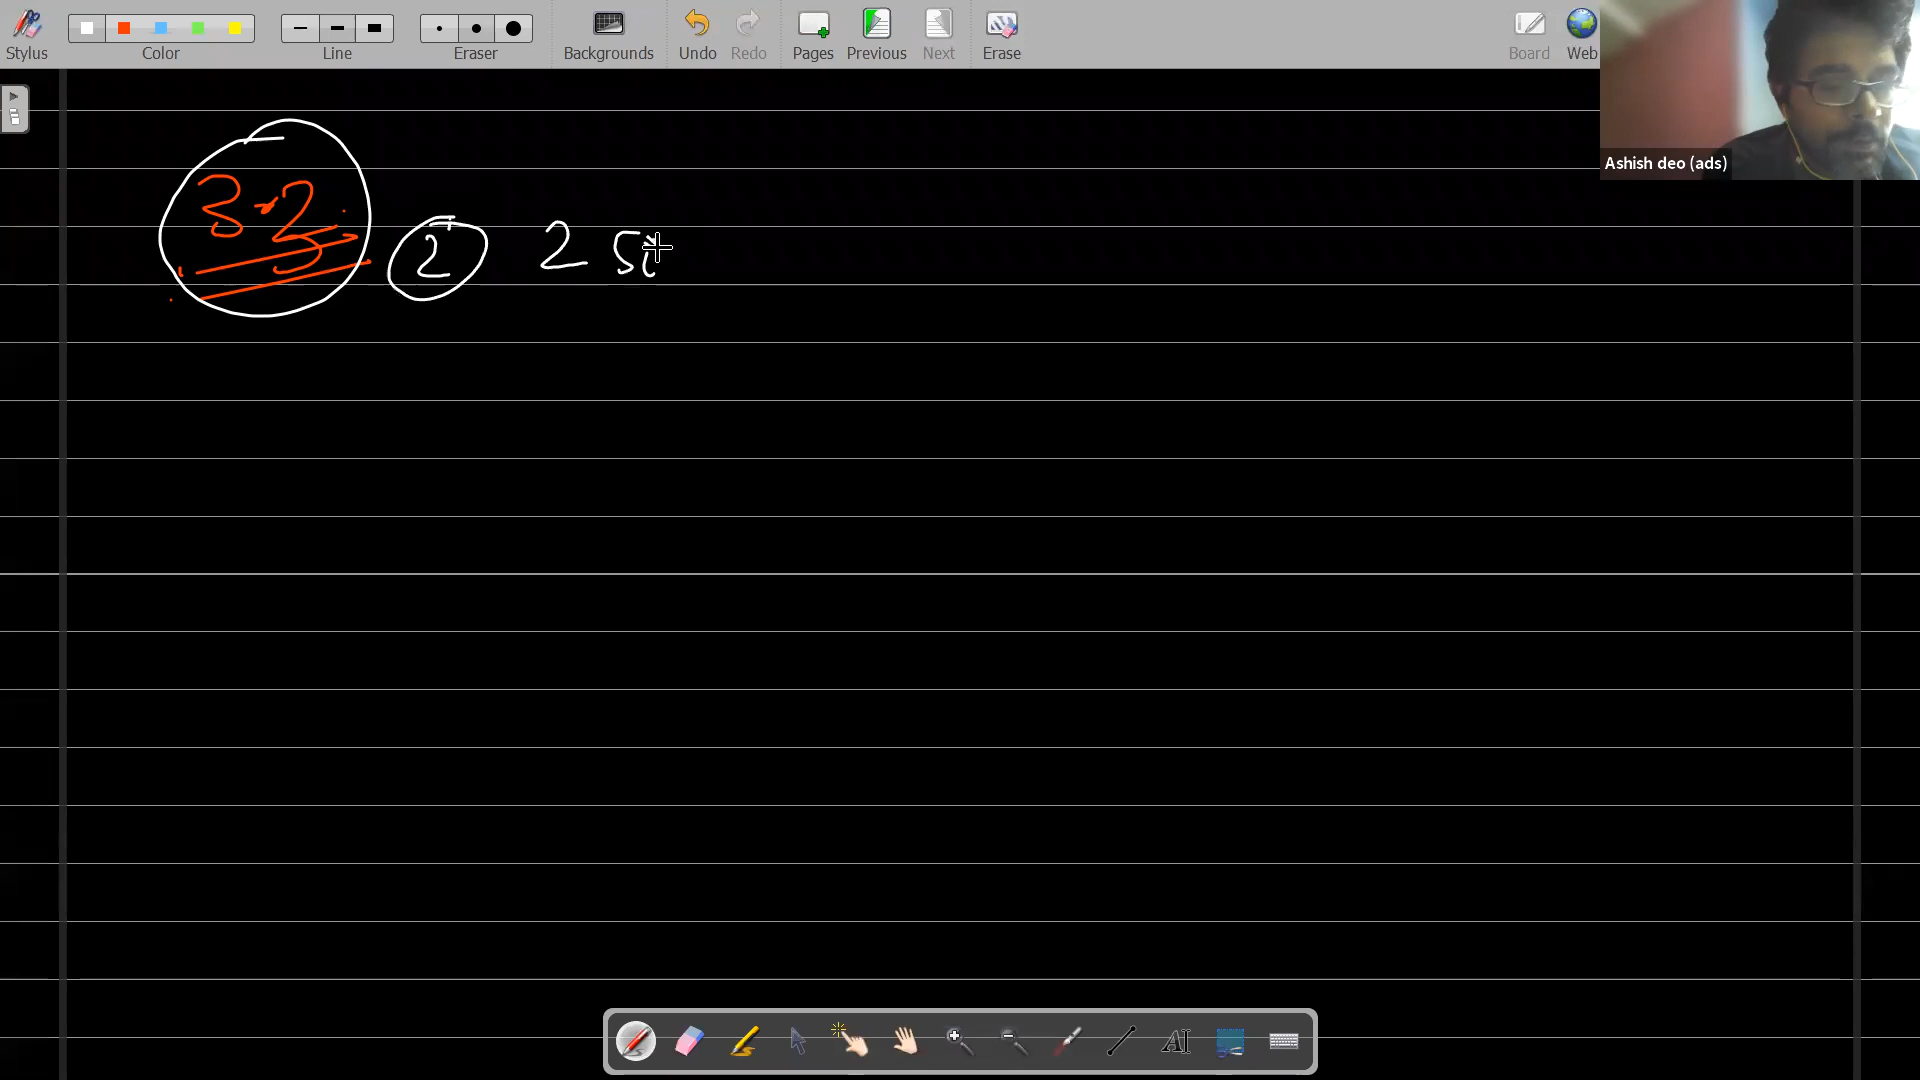 Stylus Color Line Eraser Backgrounds Undo Redo Pages Previous Next Erase Board Web
Ashish deo (ads)
3.2
2 2 Si